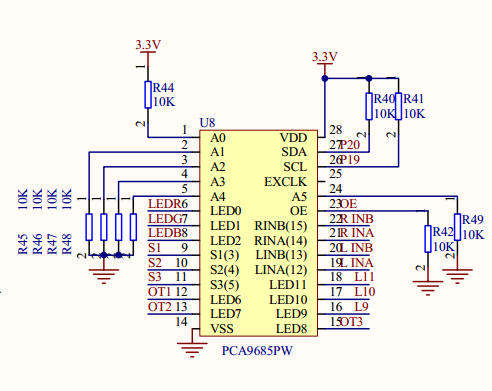 3.3V
3.3V
R44
10K
R40
10K
R41
10K
U8
1 A0 VDD 28
2 A1 SDA 27 P20
3 A2 SCL 26 P19
4 A3 EXCLK 25
5 A4 A5 24
LEDR 6 LED0 OE 23 OE
LEDG 7 LED1 RINB(15) 22 R INB
LEDB 8 LED2 RINA(14) 21 R INA
S1 9 S1(3) LINB(13) 20 L INB
S2 10 S2(4) LINA(12) 19 L INA
S3 11 S3(5) LED11 18 L11
OT1 12 LED6 LED10 17 L10
OT2 13 LED7 LED9 16 L9
14 VSS LED8 15 OT3
R45 10K
R46 10K
R47 10K
R48 10K
R42
10K
R49
10K
PCA9685PW